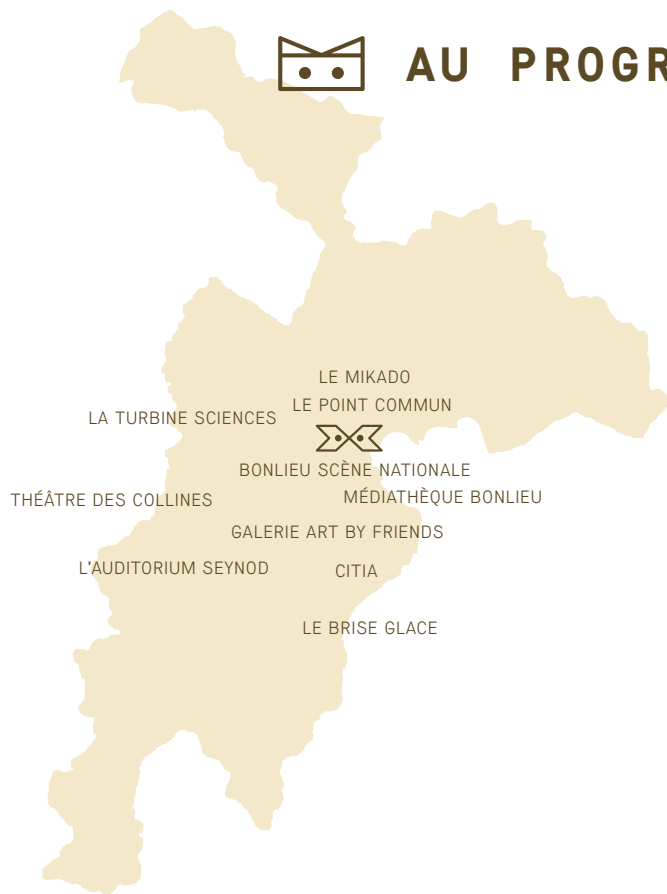 AU PROGR
LE MIKADO
LE POINT COMMUN
LA TURBINE SCIENCES
BONLIEU SCÈNE NATIONALE
MÉDIATHÈQUE BONLIEU
THÉÂTRE DES COLLINES
GALERIE ART BY FRIENDS
L'AUDITORIUM SEYNOD
CITIA
LE BRISE GLACE